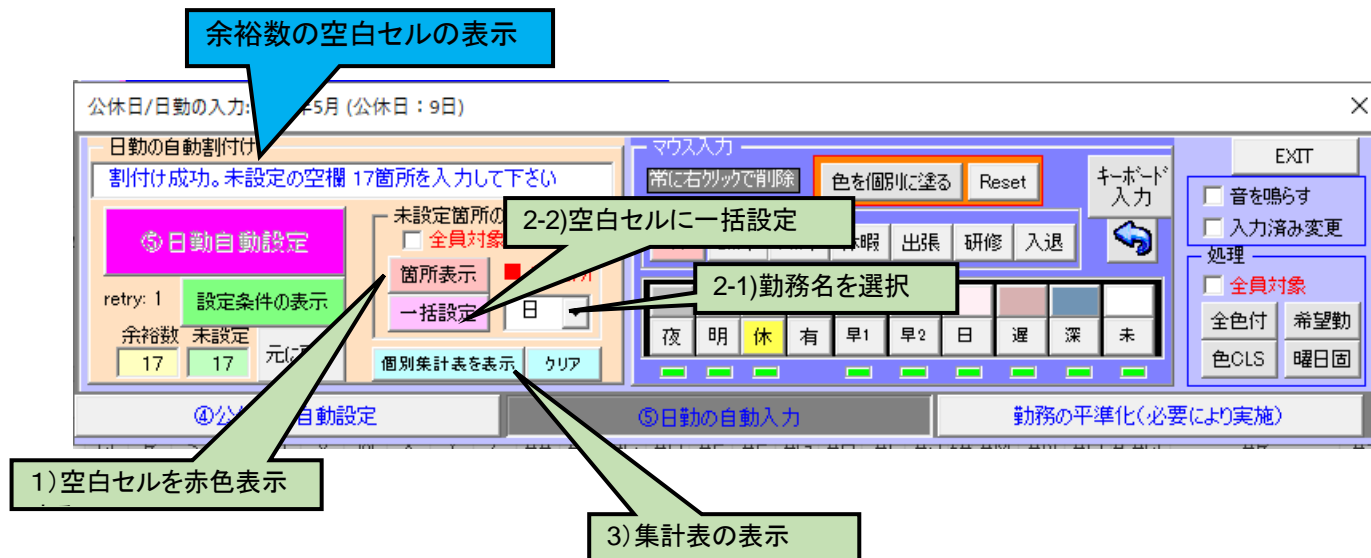 余裕数の空白セルの表示
公休日/日勤の入力: 年5月 (公休日：9日)
日勤の自動割付け
割付け成功。未設定の空欄 17箇所を入力して下さい
⑤日勤自動設定
retry: 1
設定条件の表示
余裕数
未設定
17
17
元に
未設定箇所の
全員対象
箇所表示
一括設定
日
個別集計表を表示
クリア
2-2)空白セルに一括設定
2-1)勤務名を選択
マウス入力
常に右クリックで削除
色を個別に塗る
Reset
キーボード
入力
出張
研修
入退
夜
明
休
有
早1
早2
日
遅
深
未
EXIT
音を鳴らす
入力済み変更
処理
全員対象
全色付
希望勤
色CLS
曜日固
④公 自動設定
⑤日勤の自動入力
勤務の平準化(必要により実施)
1)空白セルを赤色表示
3)集計表の表示